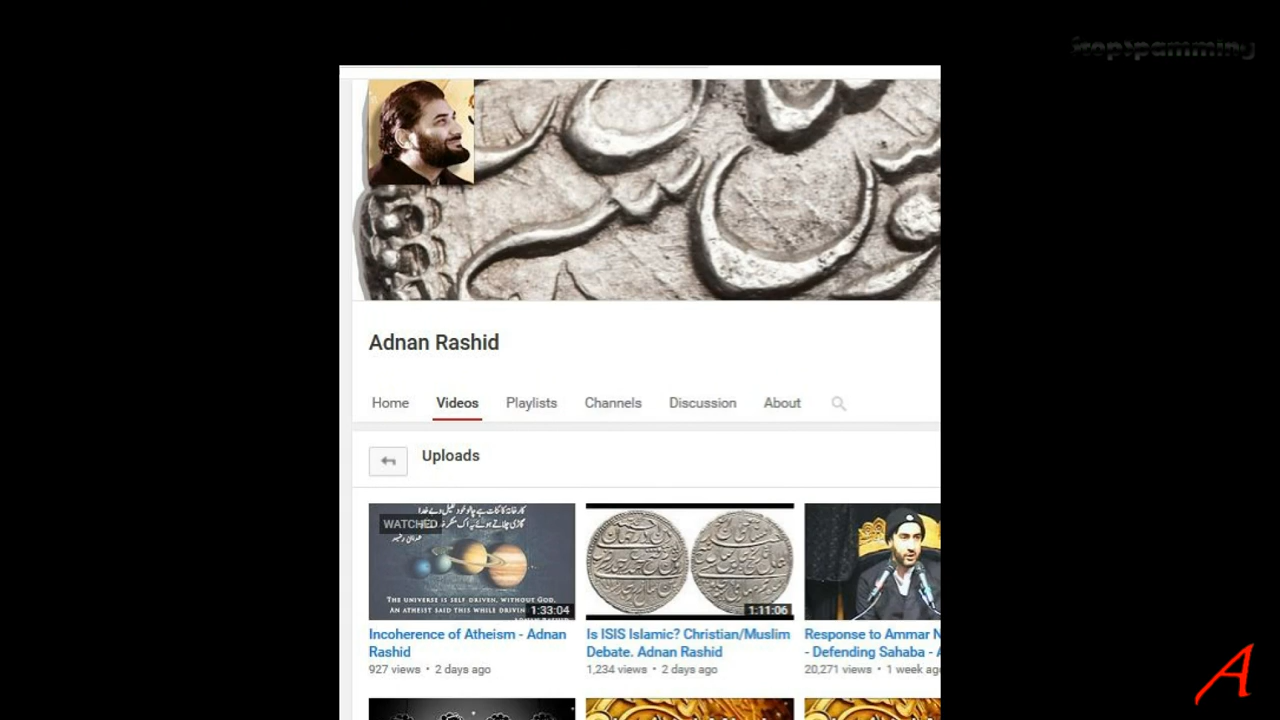 StopSpamming
Adnan Rashid
Home Videos Playlists Channels Discussion About
Uploads
WATCHED
THE UNIVERSE IS SELF DRIVEN, WITHOUT GOD,
AN ATHEIST SAID THIS WHILE DRIVIN
1:33:04
1:11:06
Incoherence of Atheism - Adnan
Rashid
927 views • 2 days ago
Is ISIS Islamic? Christian/Muslim
Debate. Adnan Rashid
1,234 views • 2 days ago
Response to Ammar N
- Defending Sahaba - A
20,271 views • 1 week ag
A